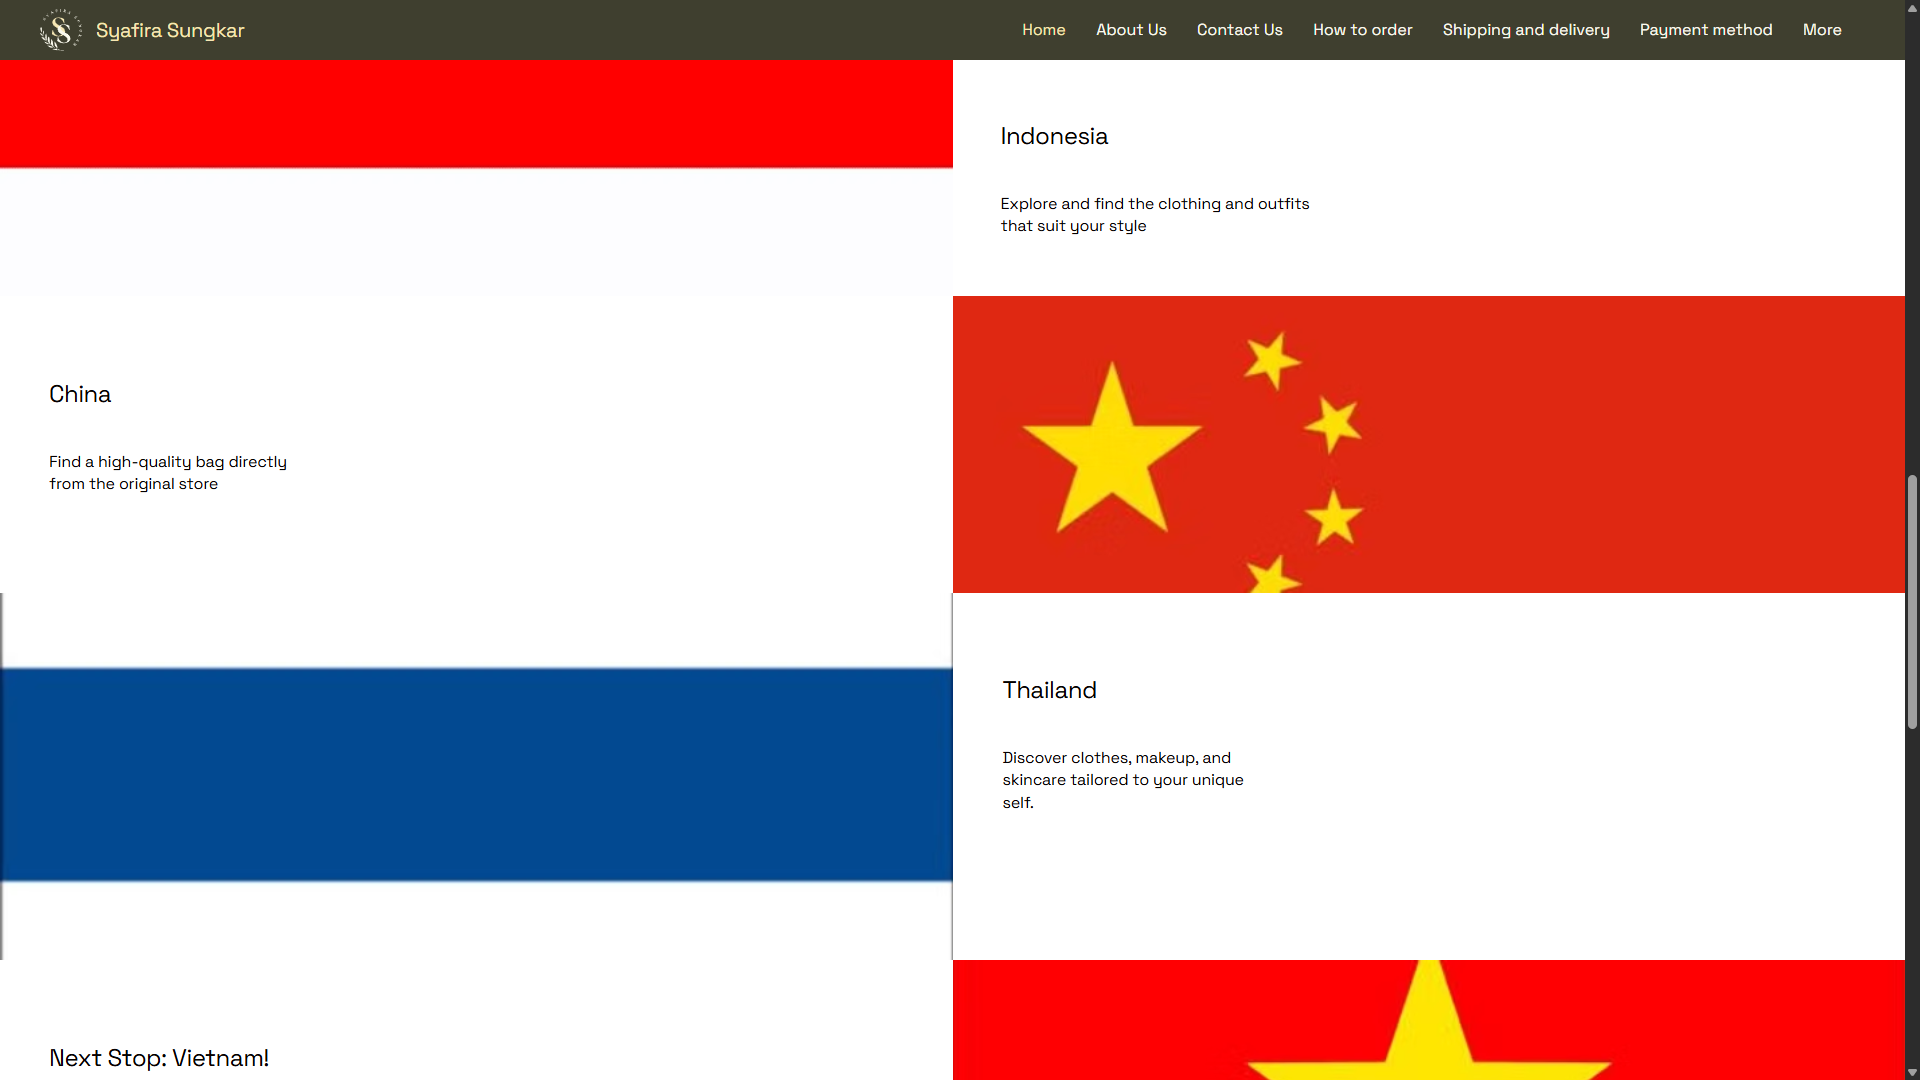 Syafira Sungkar
Home
About Us
Contact Us
How to order
Shipping and delivery
Payment method
More
Indonesia
Explore and find the clothing and outfits
that suit your style
China
Find a high-quality bag directly
from the original store
Thailand
Discover clothes, makeup, and
skincare tailored to your unique
self.
Next Stop: Vietnam!